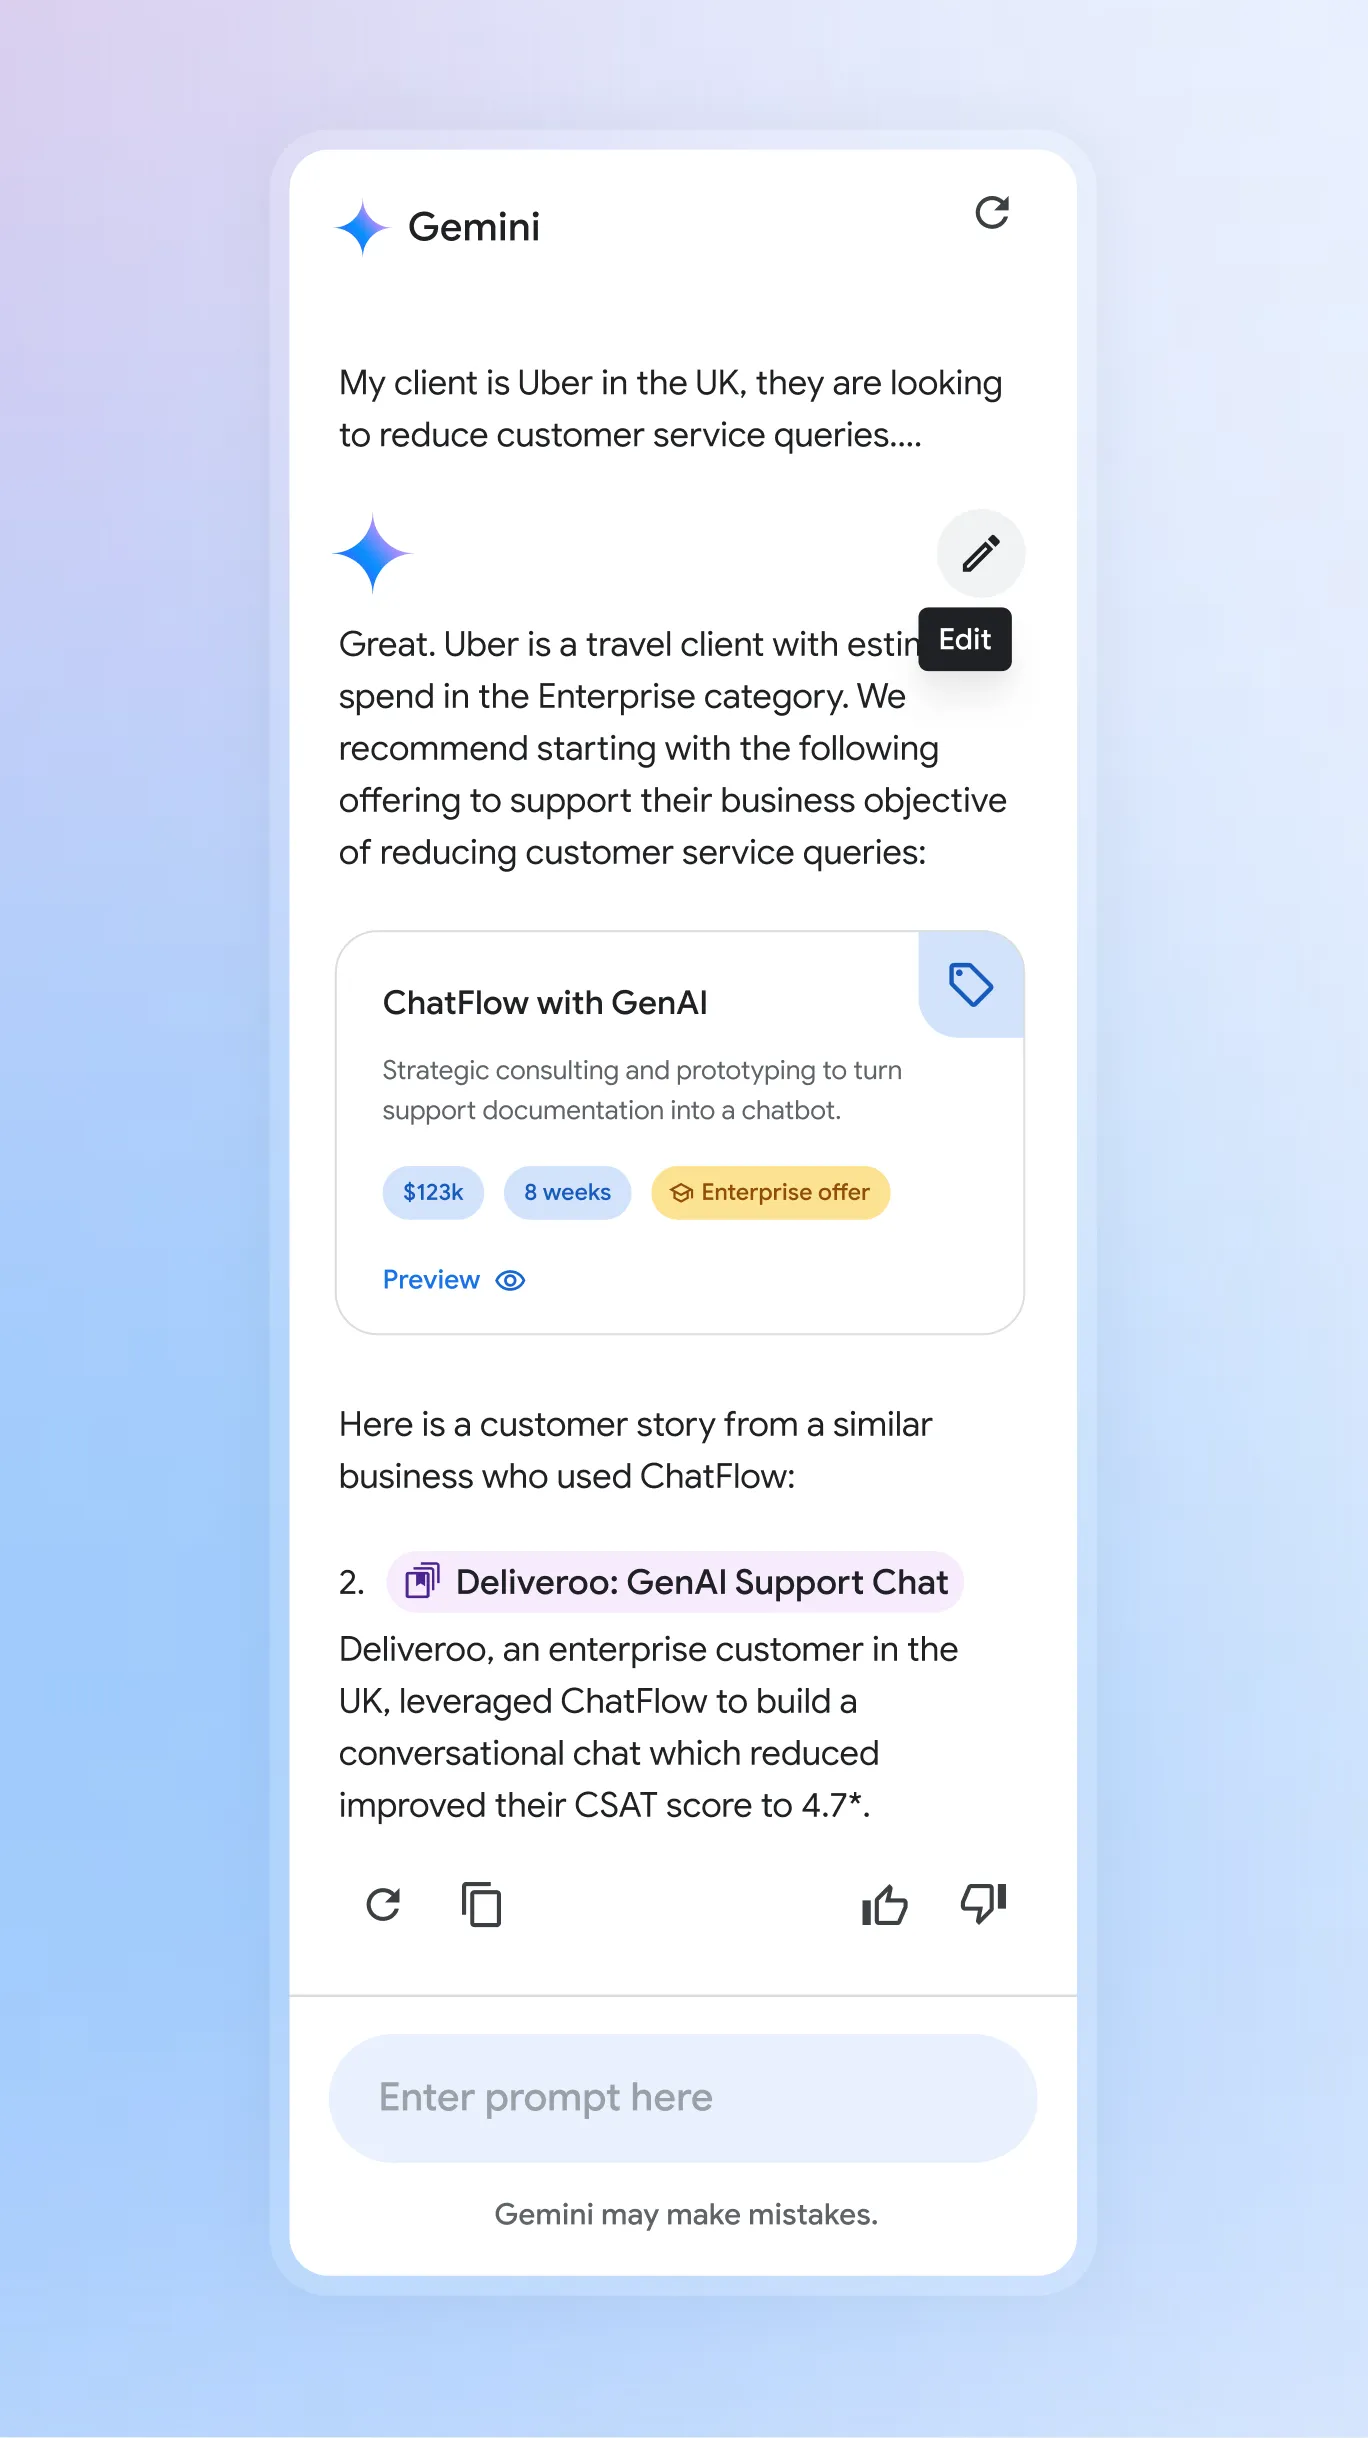 Gemini
My client is Uber in the UK, they are looking
to reduce customer service queries....
Edit
Great. Uber is a travel client with
spend in the Enterprise category. We
recommend starting with the following
offering to support their business objective
of reducing customer service queries:
ChatFlow with GenAI
Strategic consulting and prototyping to turn
support documentation into a chatbot.
$123k
8 weeks
Enterprise offer
Preview
Here is a customer story from a similar
business who used ChatFlow:
2. Deliveroo: GenAI Support Chat
Deliveroo, an enterprise customer in the
UK, leveraged ChatFlow to build a
conversational chat which reduced
improved their CSAT score to 4.7*.
Enter prompt here
Gemini may make mistakes.